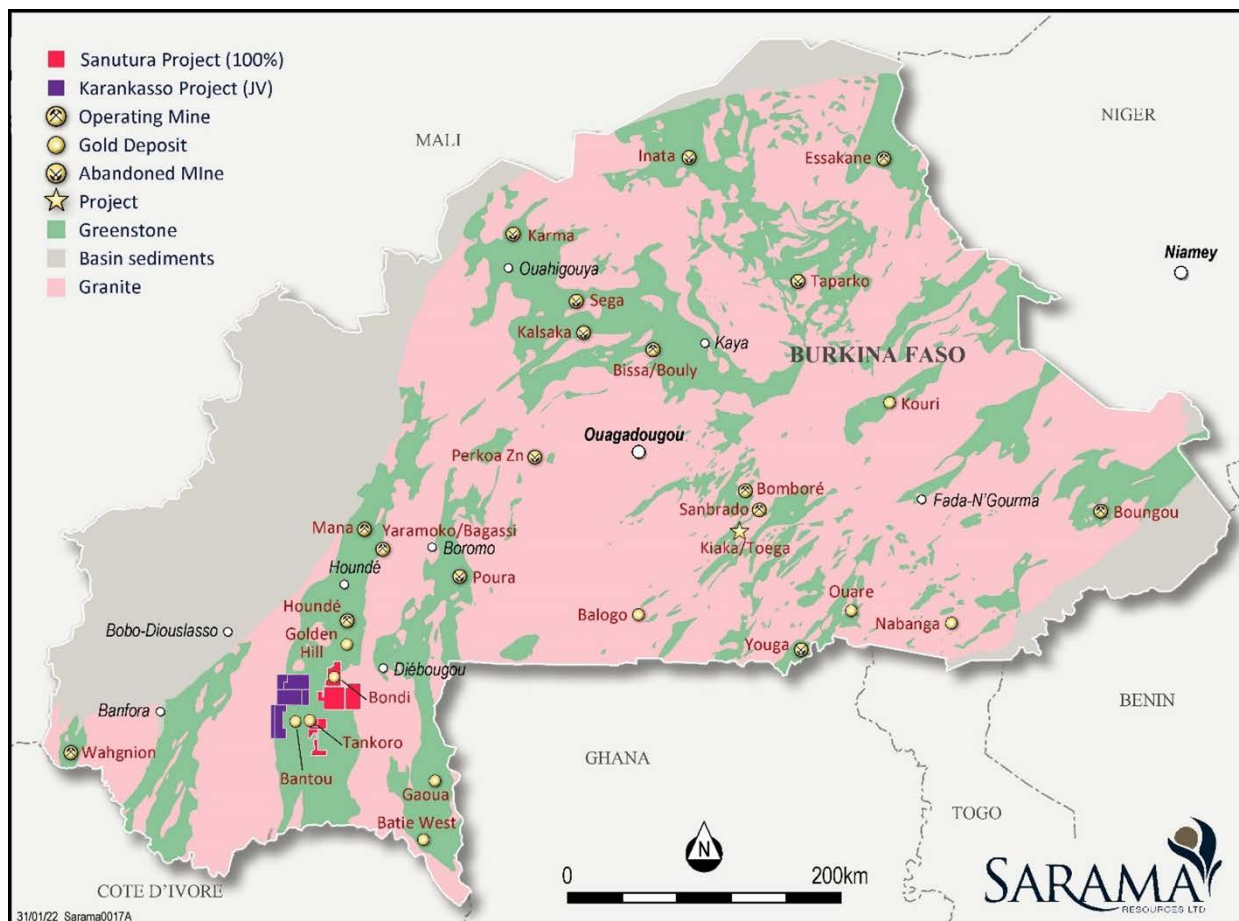 Sanutura Project (100%)
Karankasso Project (JV)
Operating Mine
Gold Deposit
Abandoned MIne
Project
Greenstone
Basin sediments
Granite
MALI
NIGER
Inata
Essakane
Karma
Ouahigouya
Niamey
Sega
Taparko
Kalsaka
Kaya
Bissa/Bouly
BURKINA FASO
Kouri
Ouagadougou
Perkoa Zn
Bomboré
Fada-N'Gourma
Sanbrado
Boungou
Mana
Yaramoko/Bagassi
Kiaka/Toega
Boromo
Houndé
Poura
Ouare
Houndé
Balogo
Nabanga
Bobo-Diouslasso
Golden
Hill
Youga
Diébougou
Bondi
BENIN
Banfora
Tankoro
Wahgnion
GHANA
Bantou
Gaoua
TOGO
Batie West
N
0
200km
COTE D'IVORE
SARAMA
RESOURCES LTD
31/01/22 Sarama0017A